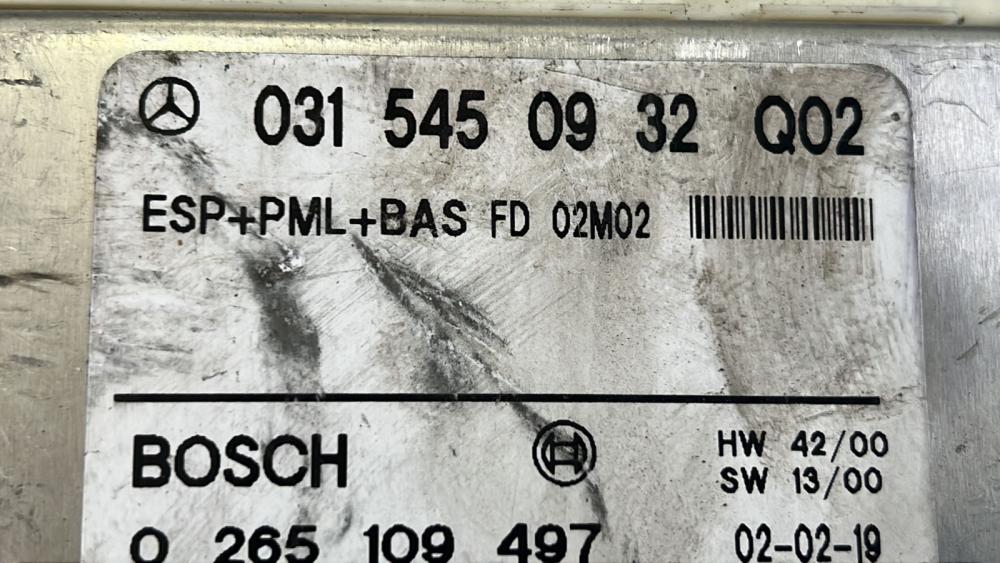 031 545 09 32 Q02
ESP+PML+BAS FD 02M02
BOSCH
HW 42/00
SW 13/00
0 265 109 497 02-02-19